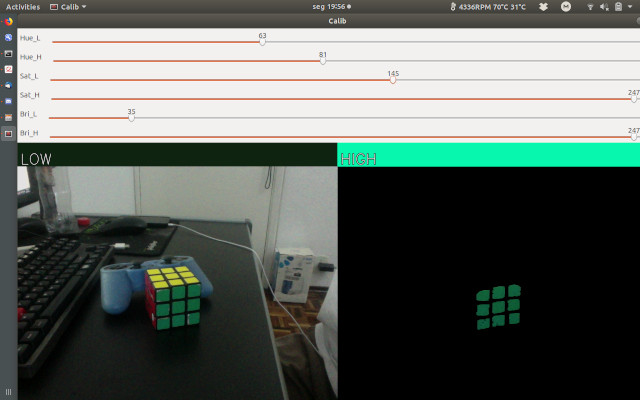 Activities Calib seg 19:56 4336RPM 70°C 31°C
Calib
Hue_L 63
Hue_H 81
Sat_L 145
Sat_H 247
Bri_L 35
Bri_H 247
LOW HIGH